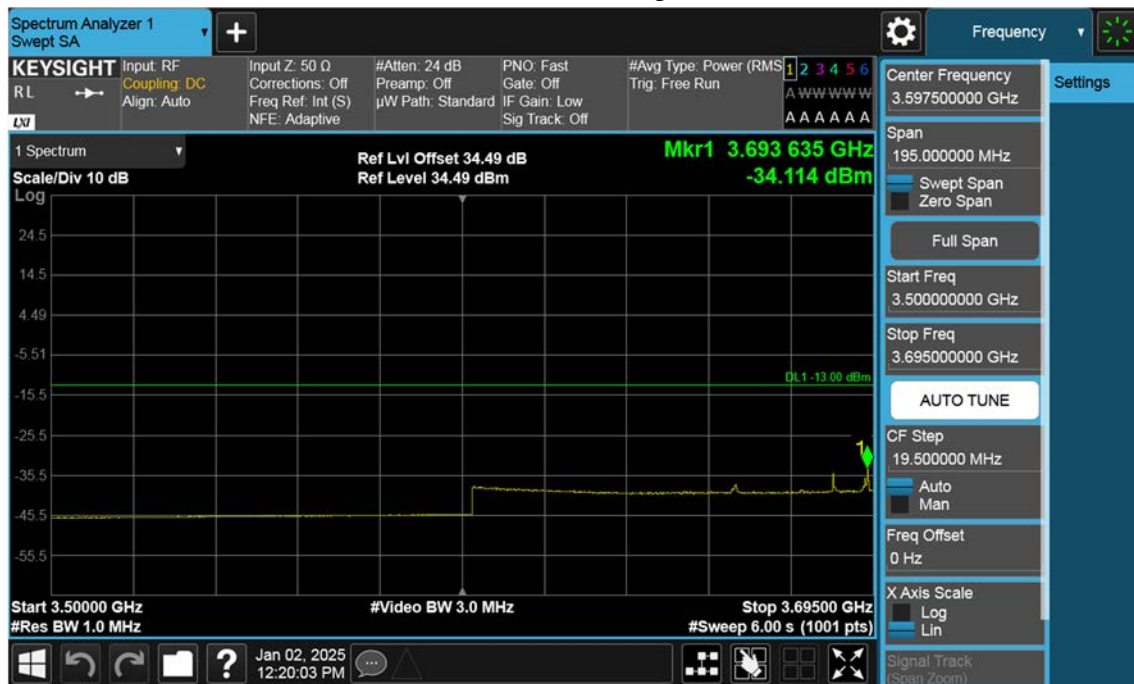 Spectrum Analyzer 1
Swept SA
+
Frequency
KEYSIGHT
RL
LXI
Input: RF
Coupling: DC
Align: Auto
Input Z: 50 Ω
Corrections: Off
Freq Ref: Int (S)
NFE: Adaptive
#Atten: 24 dB
Preamp: Off
µW Path: Standard
PNO: Fast
Gate: Off
IF Gain: Low
Sig Track: Off
#Avg Type: Power (RMS
Trig: Free Run
1 2 3 4 5 6
A W W W W W
A A A A A A
1 Spectrum
Scale/Div 10 dB
Log
Ref Lvl Offset 34.49 dB
Ref Level 34.49 dBm
Mkr1 3.693 635 GHz
-34.114 dBm
24.5
14.5
4.49
-5.51
DL1 -13.00 dBm
-15.5
-25.5
1
-35.5
-45.5
-55.5
Start 3.50000 GHz
#Res BW 1.0 MHz
#Video BW 3.0 MHz
Stop 3.69500 GHz
#Sweep 6.00 s (1001 pts)
Center Frequency
3.597500000 GHz
Span
195.000000 MHz
Swept Span
Zero Span
Full Span
Start Freq
3.500000000 GHz
Stop Freq
3.695000000 GHz
AUTO TUNE
CF Step
19.500000 MHz
Auto
Man
Freq Offset
0 Hz
X Axis Scale
Log
Lin
Signal Track
(Span Zoom)
Settings
?
Jan 02, 2025
12:20:03 PM